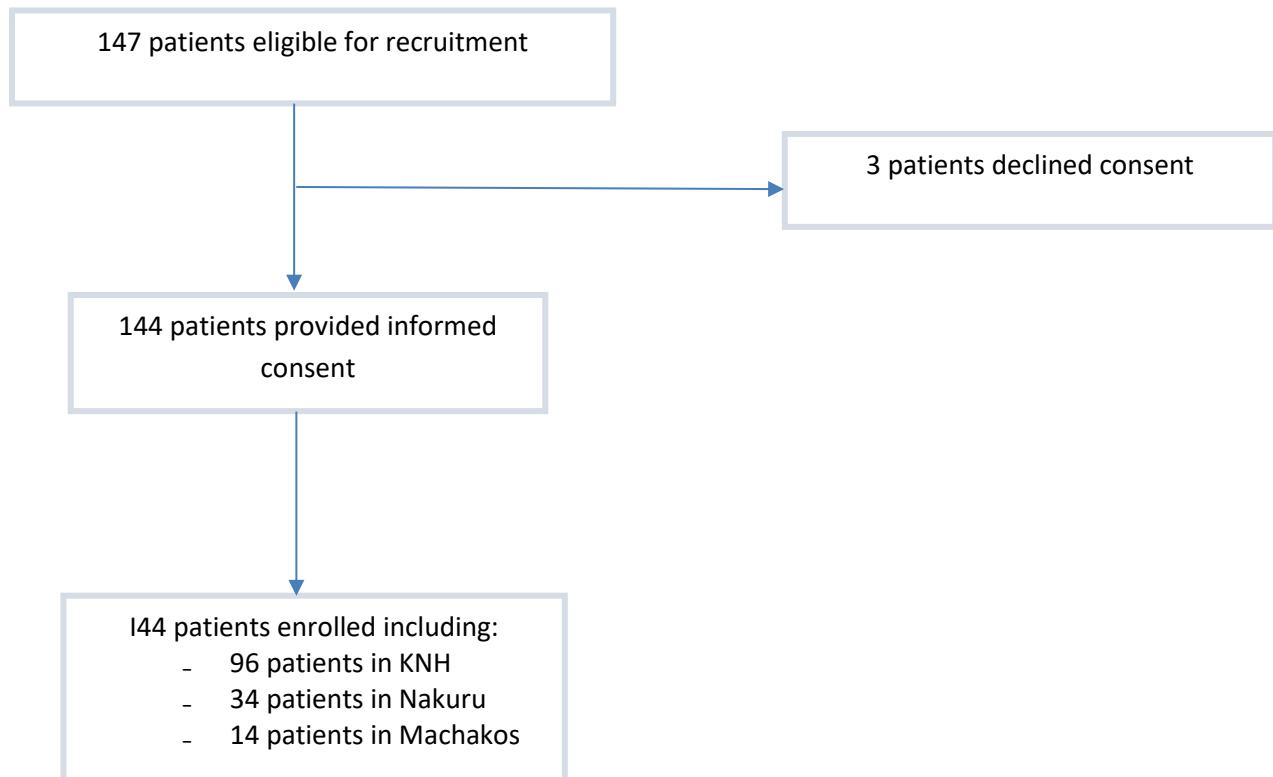 147 patients eligible for recruitment
3 patients declined consent
144 patients provided informed
consent
I44 patients enrolled including:
- 96 patients in KNH
- 34 patients in Nakuru
- 14 patients in Machakos